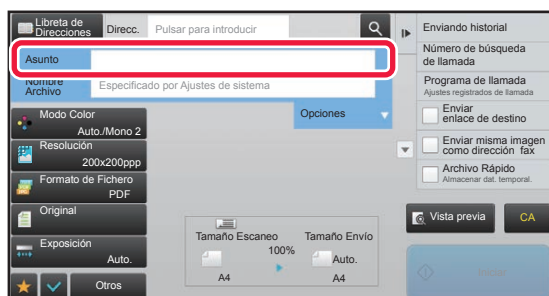 Libreta de
Direcciones
Direcc.
Pulsar para introducir
Asunto
Nombre
Archivo
Especificado por Ajustes de sistema
Opciones
Modo Color
Auto./Mono 2
Resolución
200x200ppp
Formato de Fichero
PDF
Original
Exposición
Auto.
Otros
Tamaño Escaneo
100%
Tamaño Envío
A4
Auto.
A4
Enviando historial
Número de búsqueda
de llamada
Programa de llamada
Ajustes registrados de llamada
Enviar
enlace de destino
Enviar misma imagen
como dirección fax
Archivo Rápido
Almacenar dat. temporal.
Vista previa
CA
Iniciar